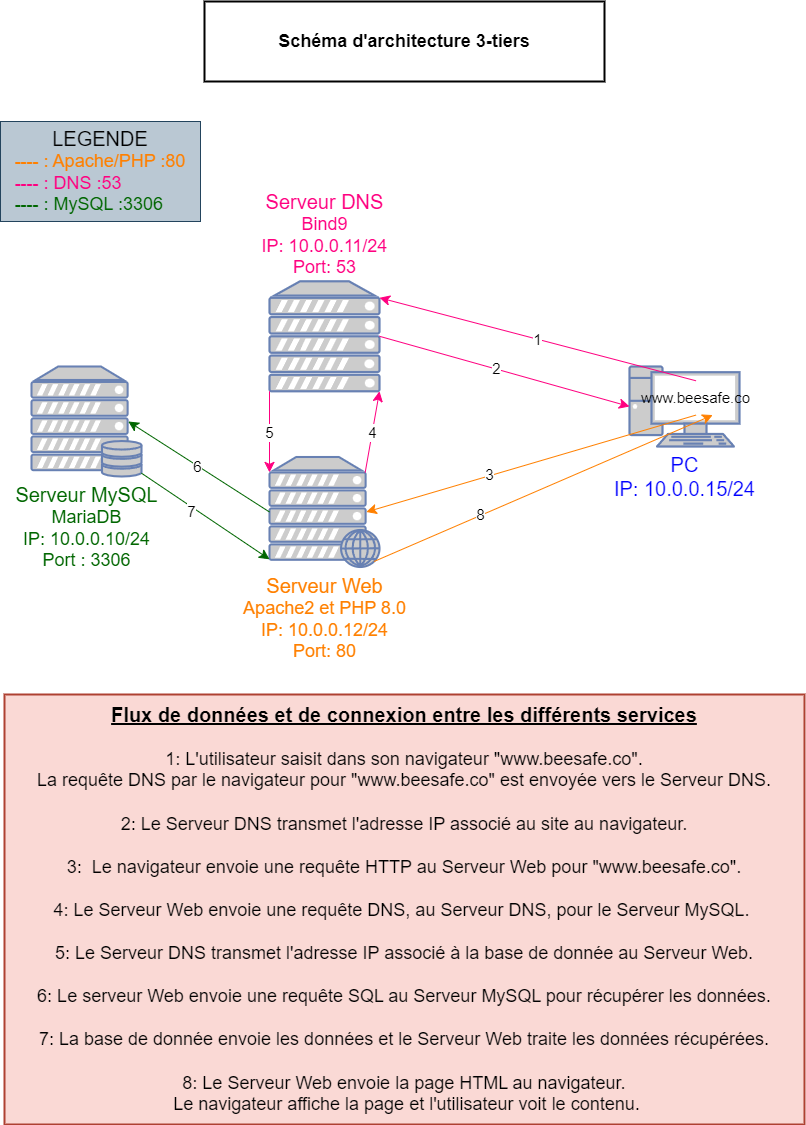 Schéma d'architecture 3-tiers
LEGENDE
---- : Apache/PHP :80
---- : DNS :53
---- : MySQL :3306
Serveur DNS
Bind9
IP: 10.0.0.11/24
Port: 53
1
2
www.beesafe.co
5
4
6
3
PC
IP: 10.0.0.15/24
Serveur MySQL
MariaDB
IP: 10.0.0.10/24
Port : 3306
7
8
Serveur Web
Apache2 et PHP 8.0
IP: 10.0.0.12/24
Port: 80
Flux de données et de connexion entre les différents services
1: L'utilisateur saisit dans son navigateur "www.beesafe.co".
La requête DNS par le navigateur pour "www.beesafe.co" est envoyée vers le Serveur DNS.
2: Le Serveur DNS transmet l'adresse IP associé au site au navigateur.
3:  Le navigateur envoie une requête HTTP au Serveur Web pour "www.beesafe.co".
4: Le Serveur Web envoie une requête DNS, au Serveur DNS, pour le Serveur MySQL.
5: Le Serveur DNS transmet l'adresse IP associé à la base de donnée au Serveur Web.
6: Le serveur Web envoie une requête SQL au Serveur MySQL pour récupérer les données.
7: La base de donnée envoie les données et le Serveur Web traite les données récupérées.
8: Le Serveur Web envoie la page HTML au navigateur.
Le navigateur affiche la page et l'utilisateur voit le contenu.